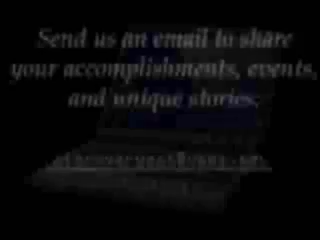 Send us an email to share
your accomplishments, events,
and unique stories.